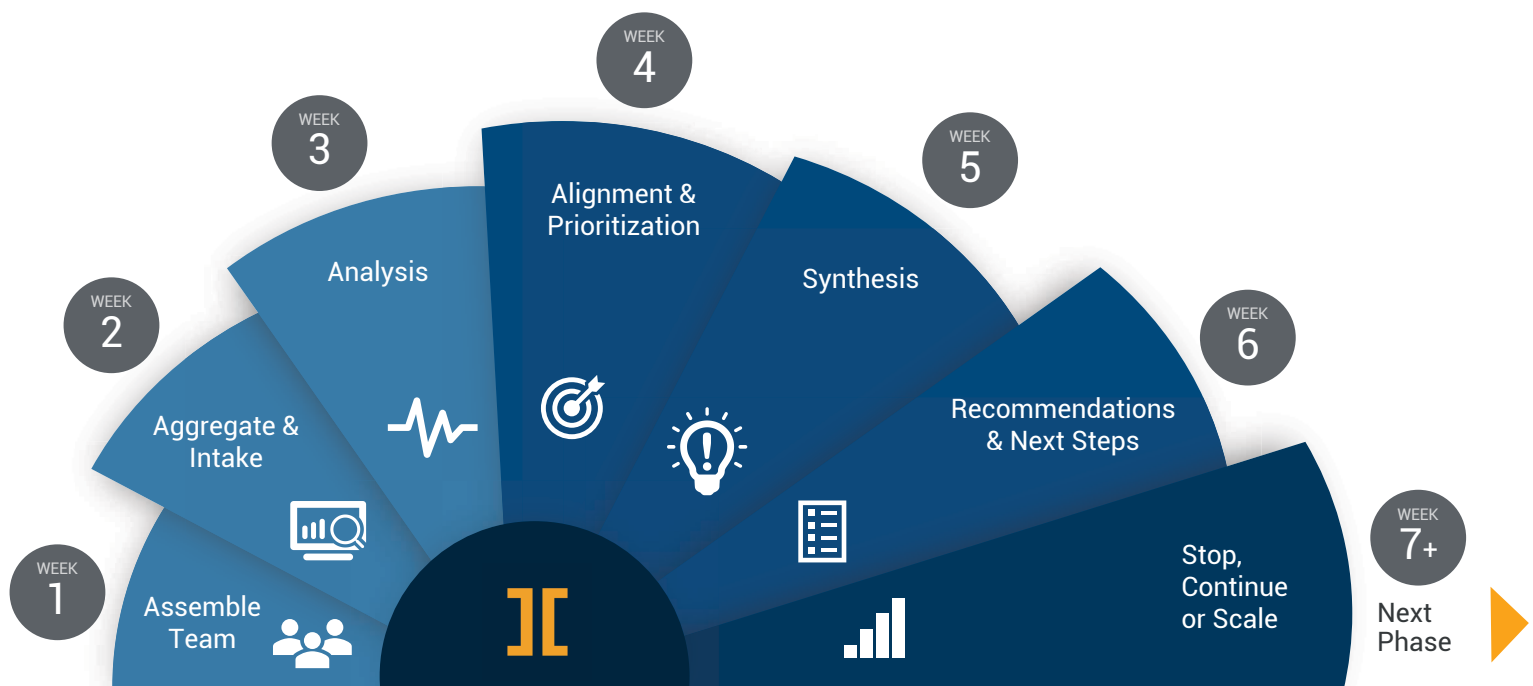 WEEK
1
Assemble
Team
WEEK
2
Aggregate &
Intake
WEEK
3
Analysis
WEEK
4
Alignment &
Prioritization
WEEK
5
Synthesis
WEEK
6
Recommendations
& Next Steps
WEEK
7+
Stop,
Continue
or Scale
Next
Phase